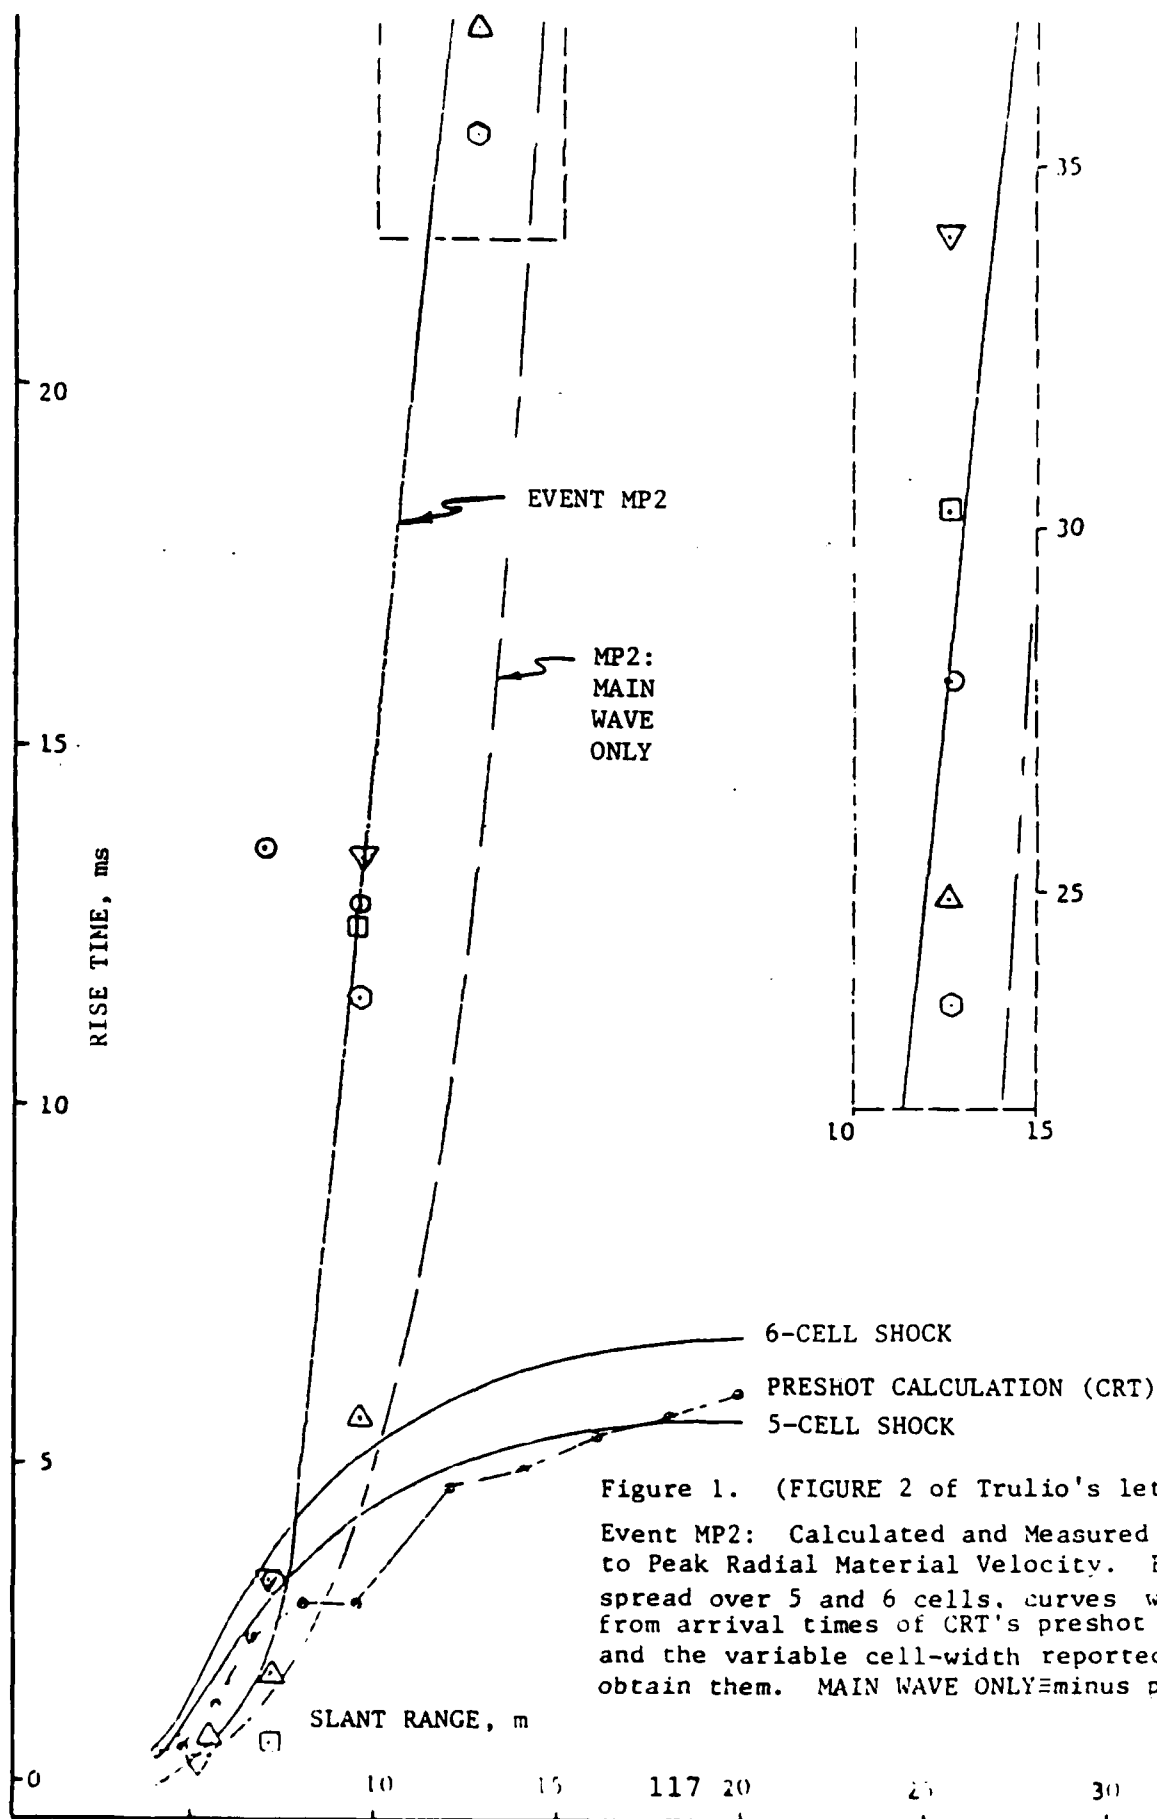 35
20
EVENT MP2
30
MP2:
MAIN
WAVE
ONLY
15
25
RISE TIME, ms
10
10 15
6-CELL SHOCK
PRESHOT CALCULATION (CRT)
5-CELL SHOCK
5
Figure 1. (FIGURE 2 of Trulio's let
Event MP2: Calculated and Measured
to Peak Radial Material Velocity.
spread over 5 and 6 cells, curves w
from arrival times of CRT's preshot
and the variable cell-width reported
obtain them. MAIN WAVE ONLY≡minus p
SLANT RANGE, m
0 10 15 117 20 25 30